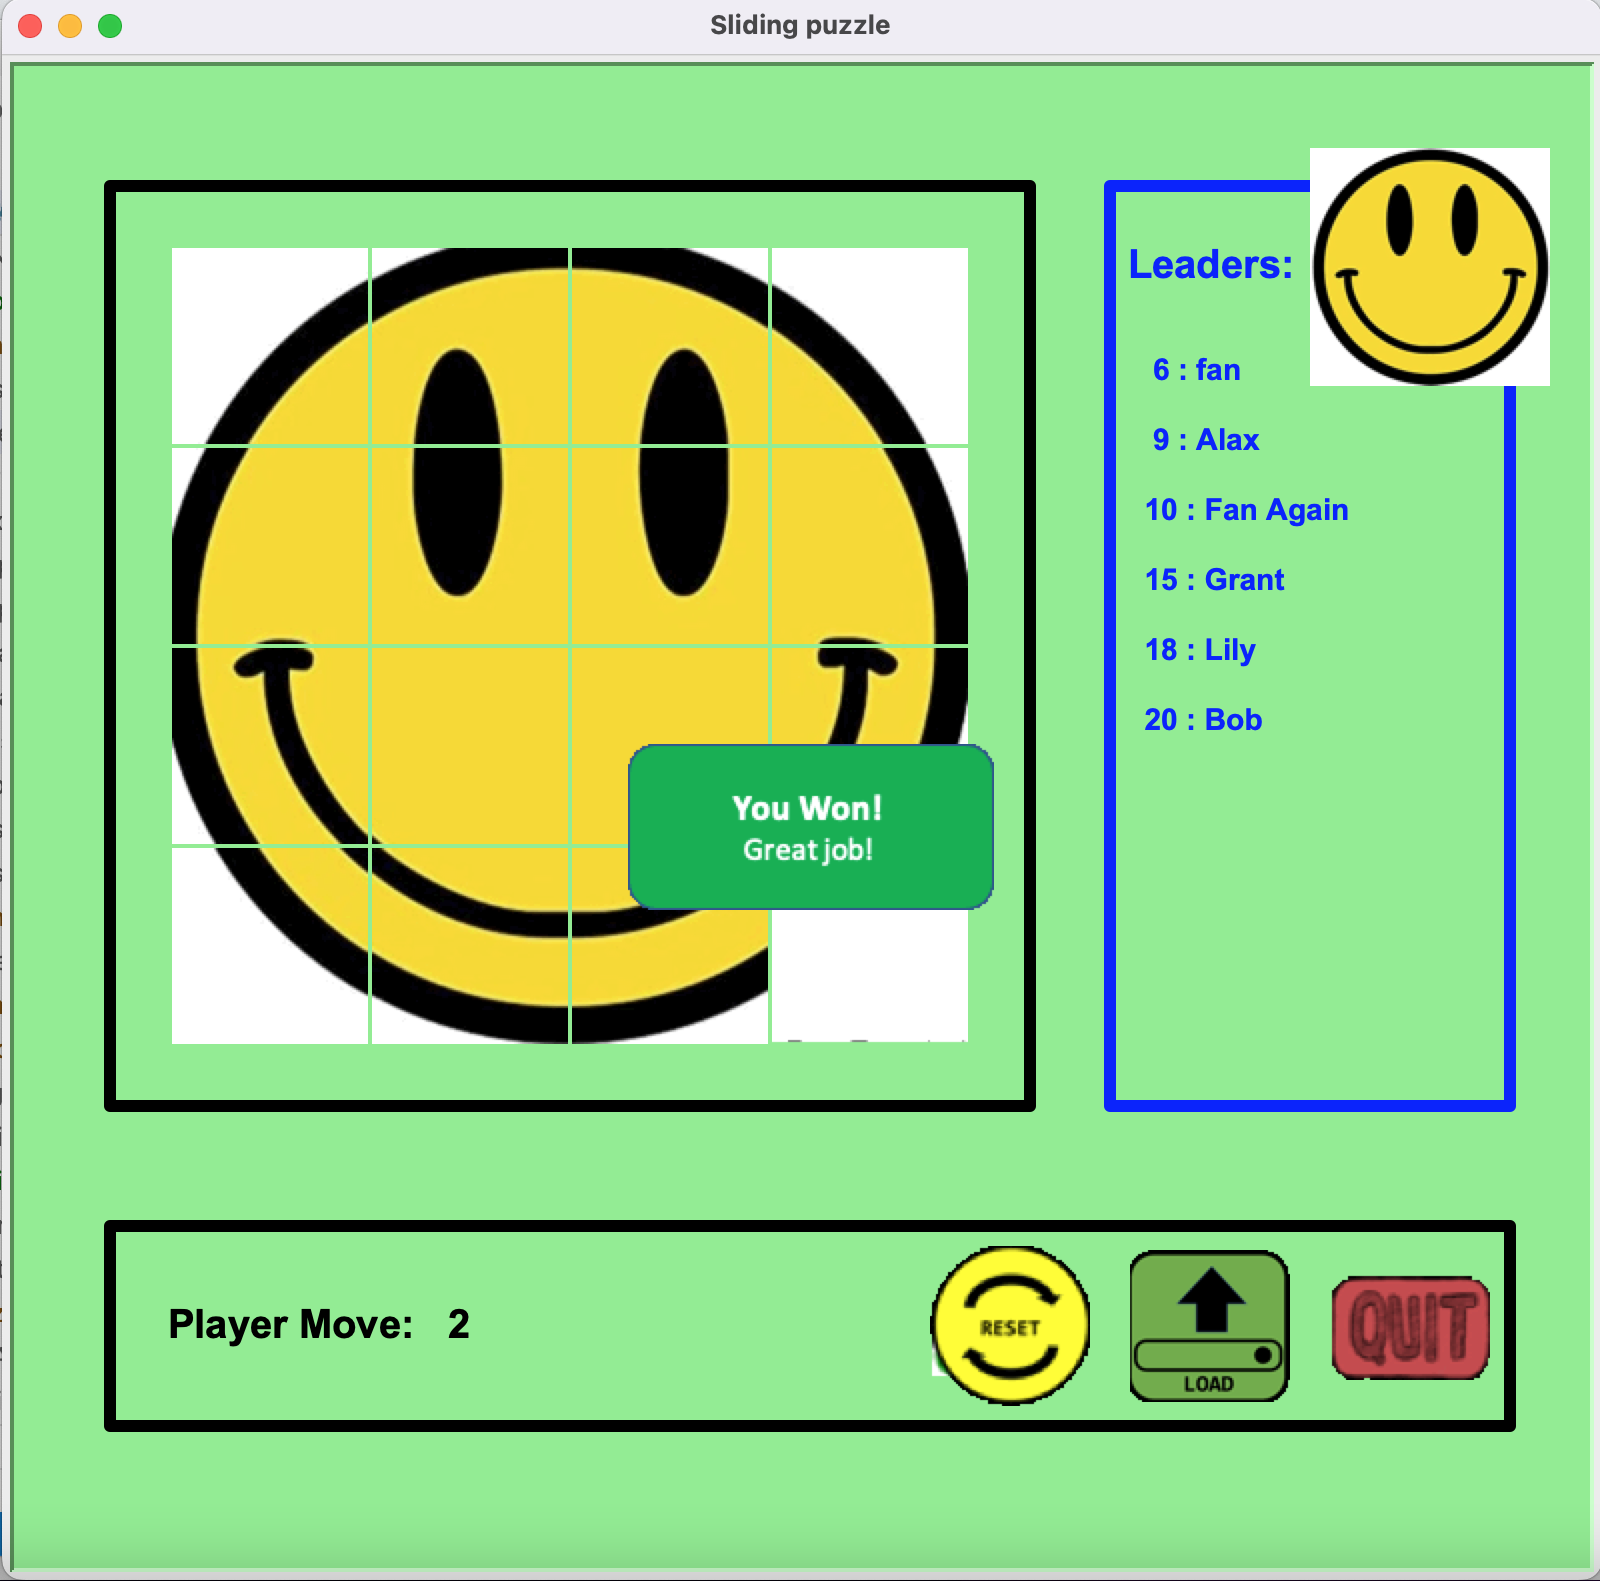 Sliding puzzle
Leaders:
6 : fan
9 : Alax
10 : Fan Again
15 : Grant
18 : Lily
20 : Bob
You Won!
Great job!
Player Move: 2
RESET
LOAD
QUIT